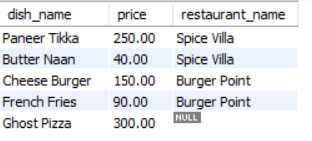 dish_name price restaurant_name
Paneer Tikka 250.00 Spice Villa
Butter Naan 40.00 Spice Villa
Cheese Burger 150.00 Burger Point
French Fries 90.00 Burger Point
Ghost Pizza 300.00 NULL